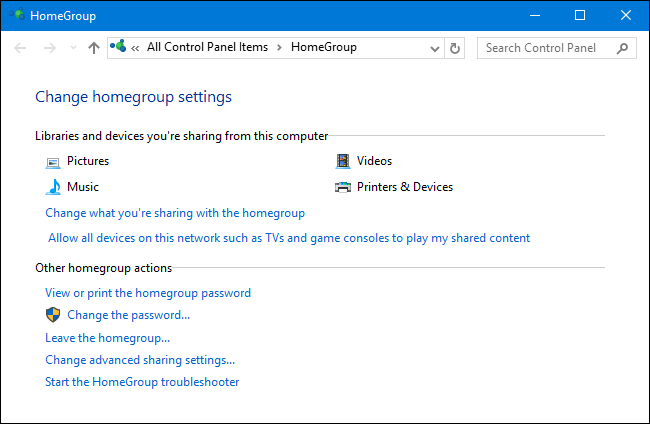 HomeGroup
« All Control Panel Items > HomeGroup Search Control Panel
Change homegroup settings
Libraries and devices you're sharing from this computer
Pictures Videos
Music Printers & Devices
Change what you're sharing with the homegroup
Allow all devices on this network such as TVs and game consoles to play my shared content
Other homegroup actions
View or print the homegroup password
Change the password...
Leave the homegroup...
Change advanced sharing settings...
Start the HomeGroup troubleshooter